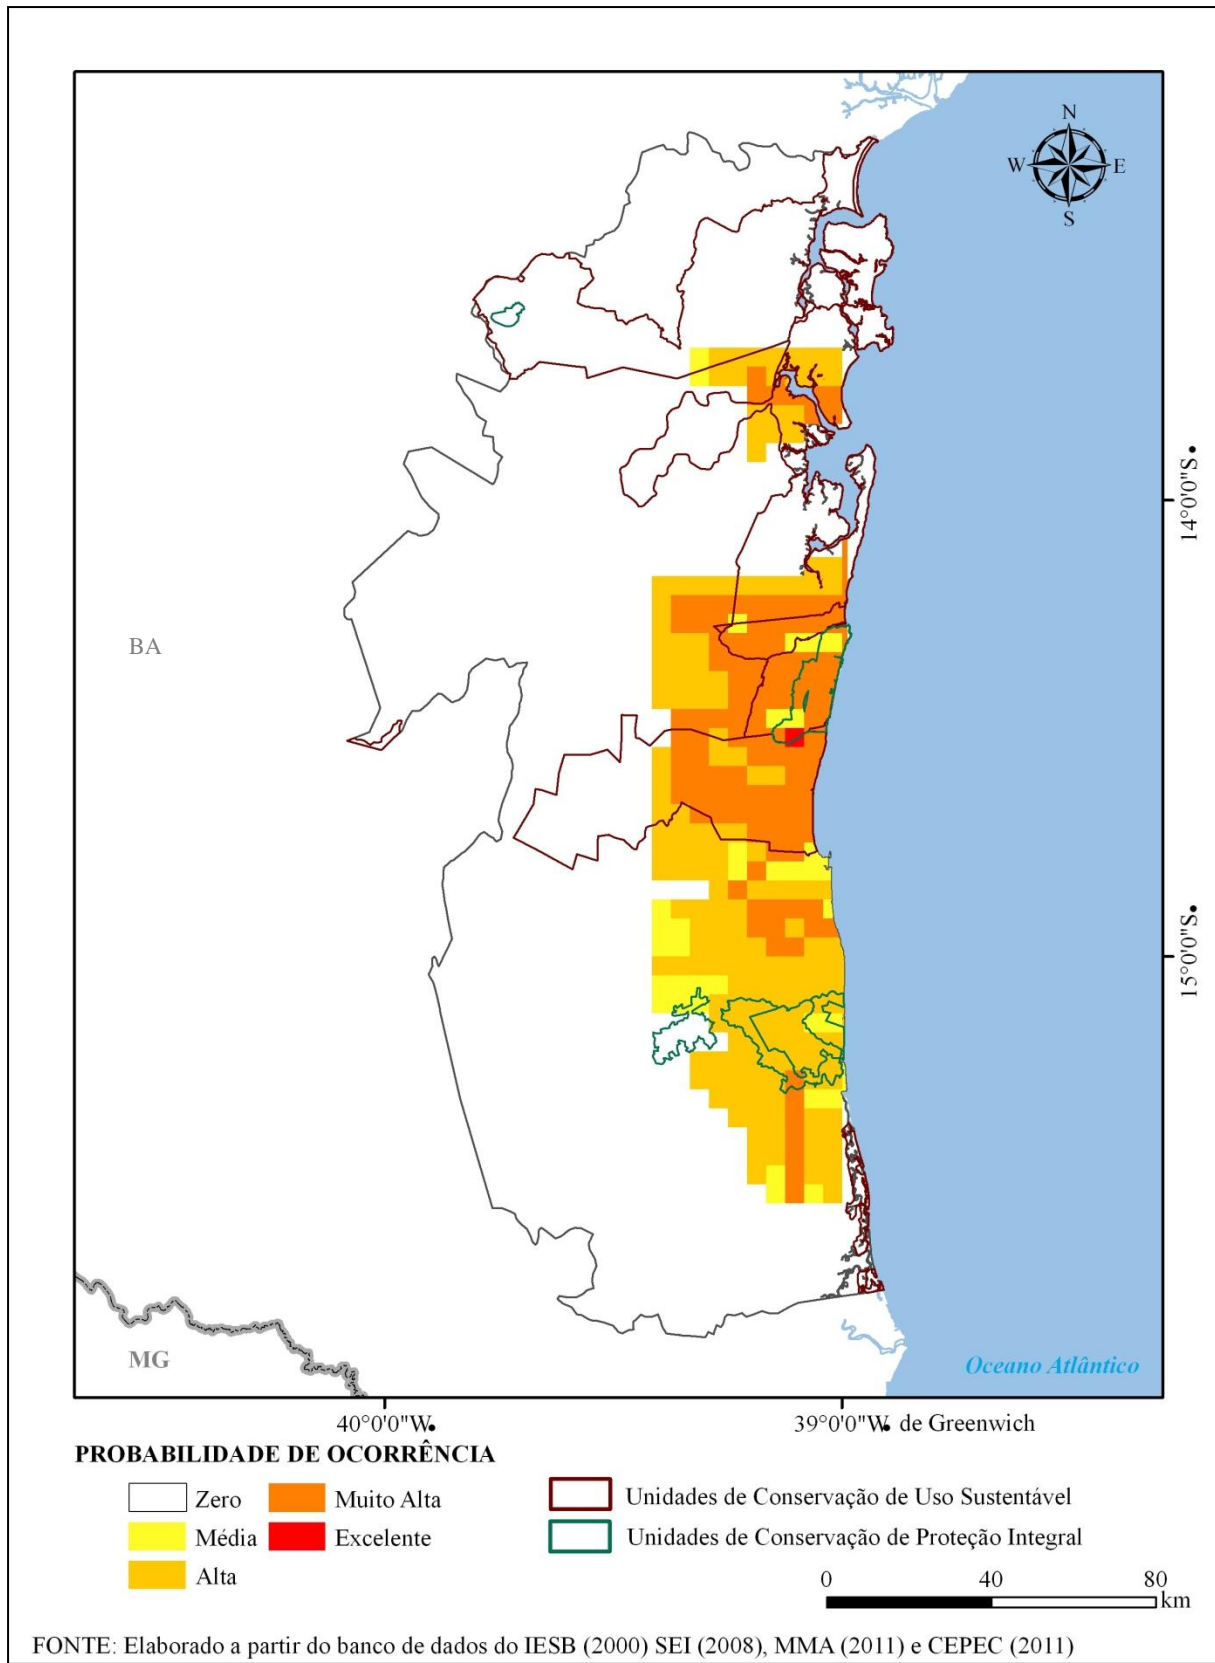 N
W E
S
14°0'0"S
BA
15°0'0"S
MG
Oceano Atlântico
40°0'0"W 39°0'0"W de Greenwich
PROBABILIDADE DE OCORRÊNCIA
Zero Muito Alta Unidades de Conservação de Uso Sustentável
Média Excelente Unidades de Conservação de Proteção Integral
Alta
0 40 80
km
FONTE: Elaborado a partir do banco de dados do IESB (2000) SEI (2008), MMA (2011) e CEPEC (2011)